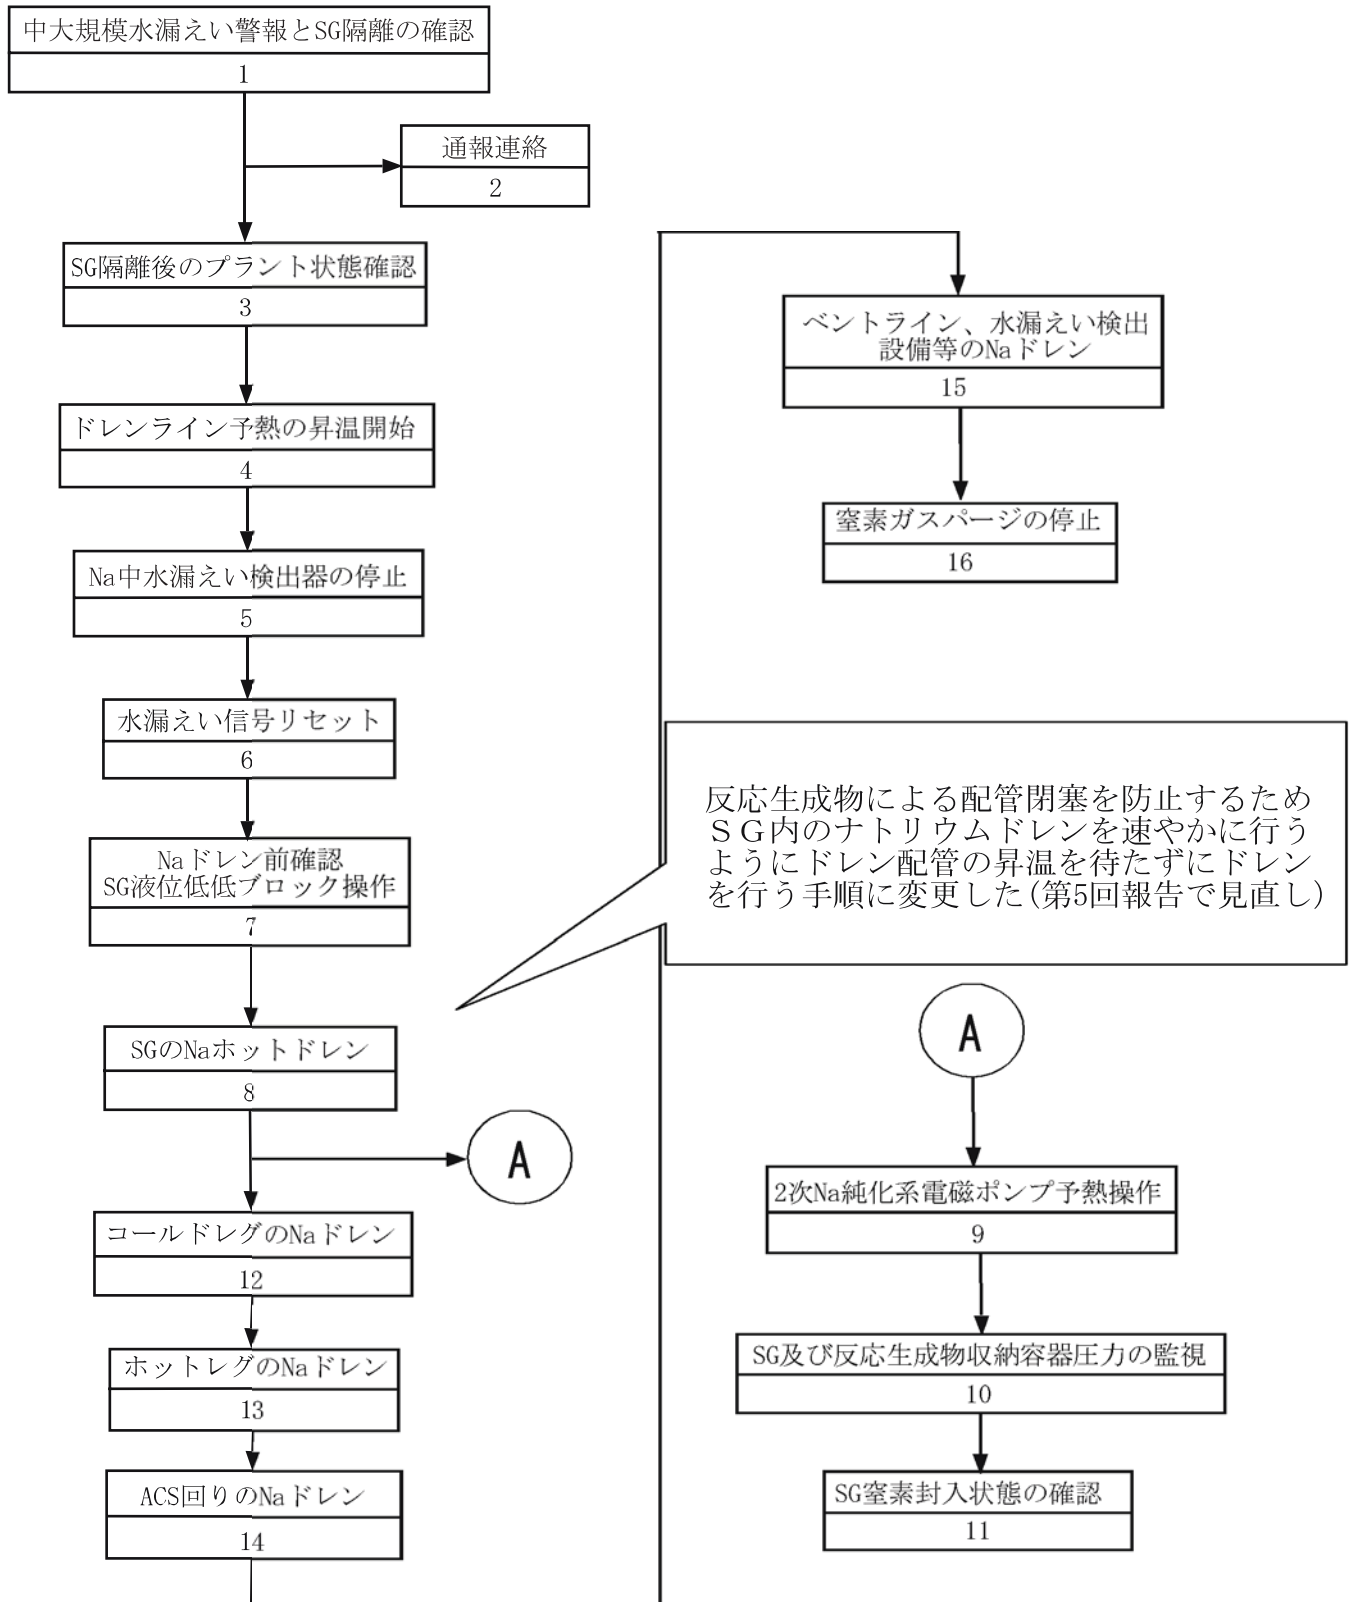 中大規模水漏えい警報とSG隔離の確認
1
通報連絡
2
SG隔離後のプラント状態確認
3
ドレンライン予熱の昇温開始
4
Na中水漏えい検出器の停止
5
水漏えい信号リセット
6
Naドレン前確認
SG液位低低ブロック操作
7
SGのNaホットドレン
8
A
コールドレグのNaドレン
12
ホットレグのNaドレン
13
ACS回りのNaドレン
14
ベントライン、水漏えい検出
設備等のNaドレン
15
窒素ガスパージの停止
16
反応生成物による配管閉塞を防止するため
ＳＧ内のナトリウムドレンを速やかに行う
ようにドレン配管の昇温を待たずにドレン
を行う手順に変更した(第5回報告で見直し)
A
2次Na純化系電磁ポンプ予熱操作
9
SG及び反応生成物収納容器圧力の監視
10
SG窒素封入状態の確認
11